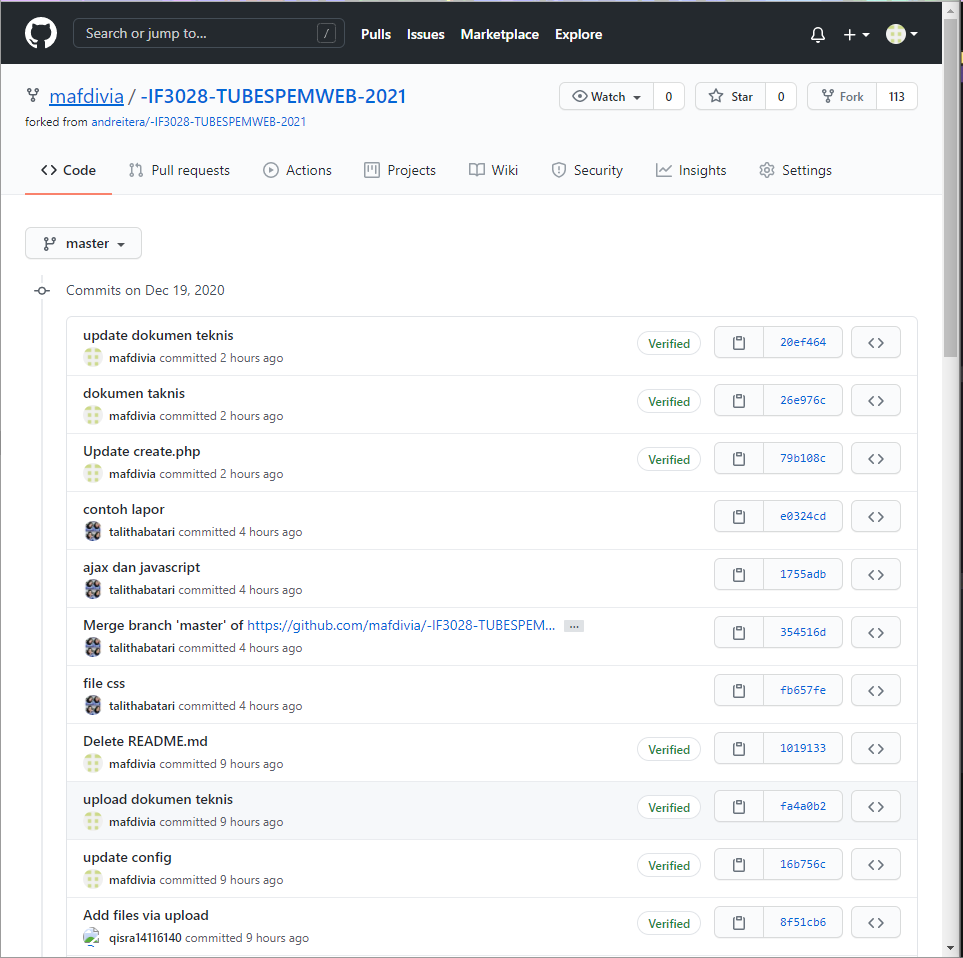 Search or jump to... / Pulls Issues Marketplace Explore
mafdivia / -IF3028-TUBESPEMWEB-2021 Watch 0 Star 0 Fork 113
forked from andreitera/-IF3028-TUBESPEMWEB-2021
Code Pull requests Actions Projects Wiki Security Insights Settings
master
Commits on Dec 19, 2020
update dokumen teknis
mafdivia committed 2 hours ago Verified 20ef464
dokumen taknis
mafdivia committed 2 hours ago Verified 26e976c
Update create.php
mafdivia committed 2 hours ago Verified 79b108c
contoh lapor
talithabatari committed 4 hours ago e0324cd
ajax dan javascript
talithabatari committed 4 hours ago 1755adb
Merge branch 'master' of https://github.com/mafdivia/-IF3028-TUBESPEM... ...
talithabatari committed 4 hours ago 354516d
file css
talithabatari committed 4 hours ago fb657fe
Delete README.md
mafdivia committed 9 hours ago Verified 1019133
upload dokumen teknis
mafdivia committed 9 hours ago Verified fa4a0b2
update config
mafdivia committed 9 hours ago Verified 16b756c
Add files via upload
qisra14116140 committed 9 hours ago Verified 8f51cb6